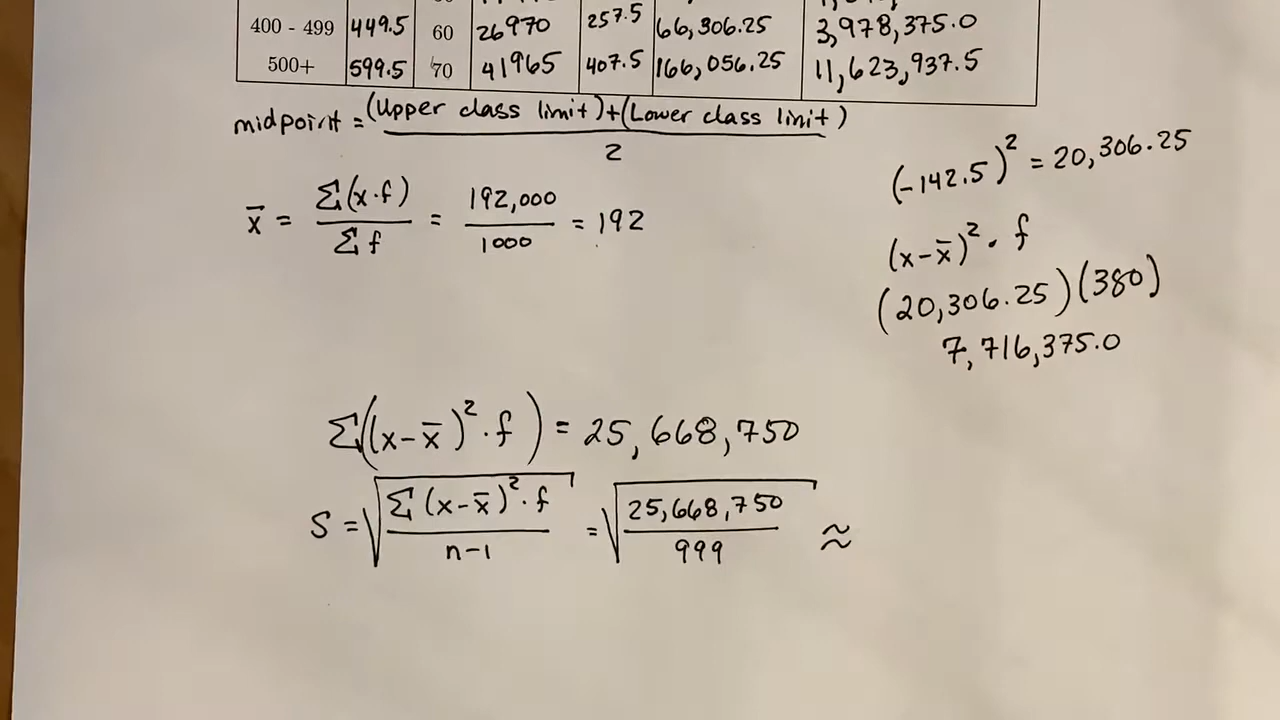 400 - 499 449.5 60 26970 257.5 66,306.25 3,978,375.0
500+ 599.5 70 41965 407.5 166,056.25 11,623,937.5
midpoint = (Upper class limit)+(Lower class linit) / 2
(-142.5)² = 20,306.25
x̄ = Σ(x·f) / Σf = 192,000 / 1000 = 192
(x-x̄)² · f
(20,306.25)(380)
7,716,375.0
Σ((x-x̄)²·f) = 25,668,750
S = √(Σ(x-x̄)²·f / n-1) = √(25,668,750 / 999) ≈